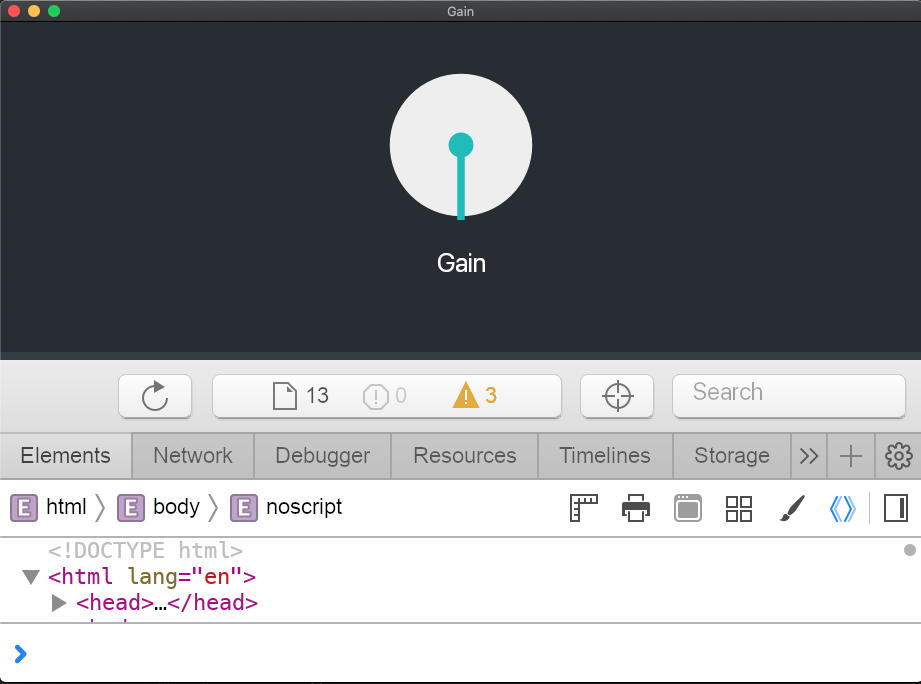 Gain
Gain
13 0 3 Search
Elements Network Debugger Resources Timelines Storage
E html E body E noscript
<!DOCTYPE html>
<html lang="en">
<head>…</head>